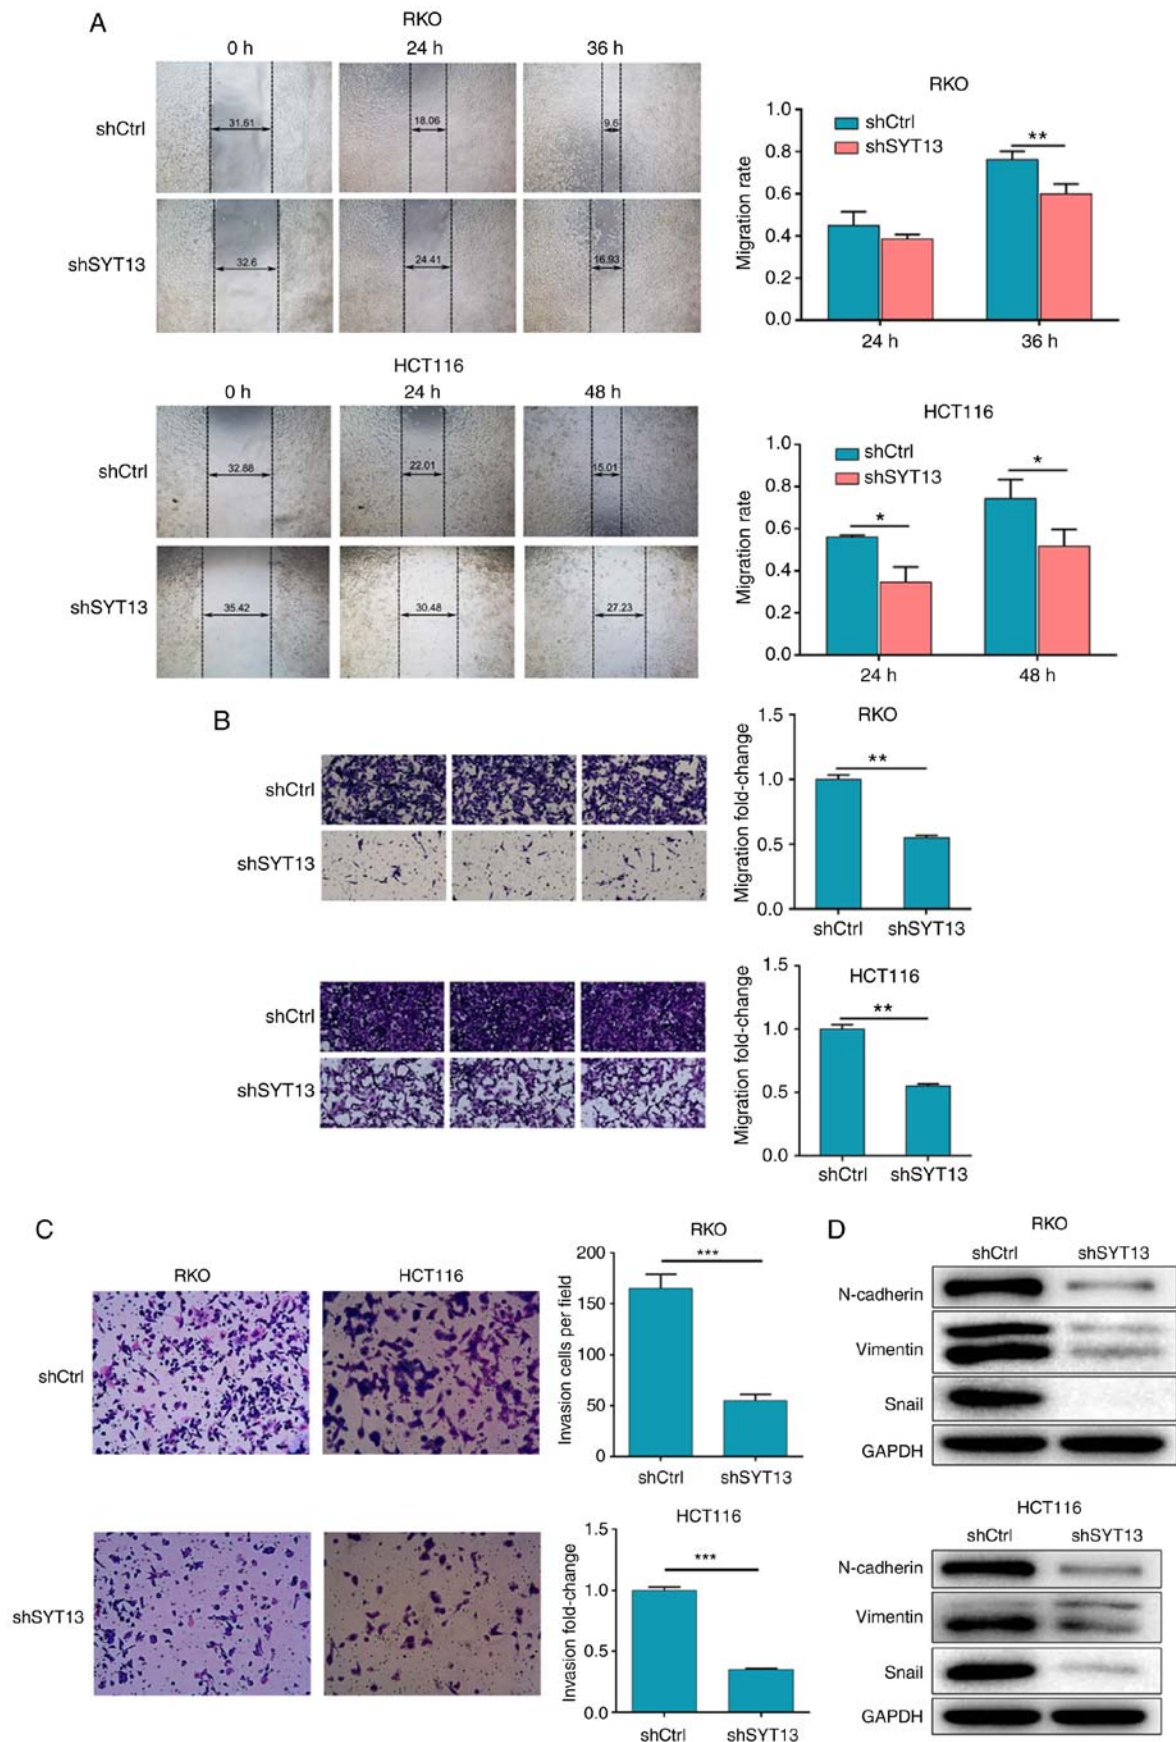 A
RKO
0 h 24 h 36 h
shCtrl
31.61 18.06 9.6
shSYT13
32.6 24.41 16.93
RKO
Migration rate
1.0
0.8
0.6
0.4
0.2
0.0
shCtrl
shSYT13
**
24 h 36 h
HCT116
0 h 24 h 48 h
shCtrl
32.88 22.01 15.01
shSYT13
35.42 30.48 27.23
HCT116
Migration rate
1.0
0.8
0.6
0.4
0.2
0.0
shCtrl
shSYT13
* *
24 h 48 h
B
shCtrl
shSYT13
RKO
Migration fold-change
1.5
1.0
0.5
0.0
**
shCtrl shSYT13
shCtrl
shSYT13
HCT116
Migration fold-change
1.5
1.0
0.5
0.0
**
shCtrl shSYT13
C
RKO HCT116
shCtrl
shSYT13
RKO
Invasion cells per field
200
150
100
50
0
***
shCtrl shSYT13
HCT116
Invasion fold-change
1.5
1.0
0.5
0.0
***
shCtrl shSYT13
D
RKO
shCtrl shSYT13
N-cadherin
Vimentin
Snail
GAPDH
HCT116
shCtrl shSYT13
N-cadherin
Vimentin
Snail
GAPDH